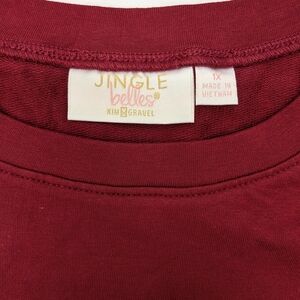 JINGLE
belles®
KIM GRAVEL
1X
MADE IN
VIETNAM